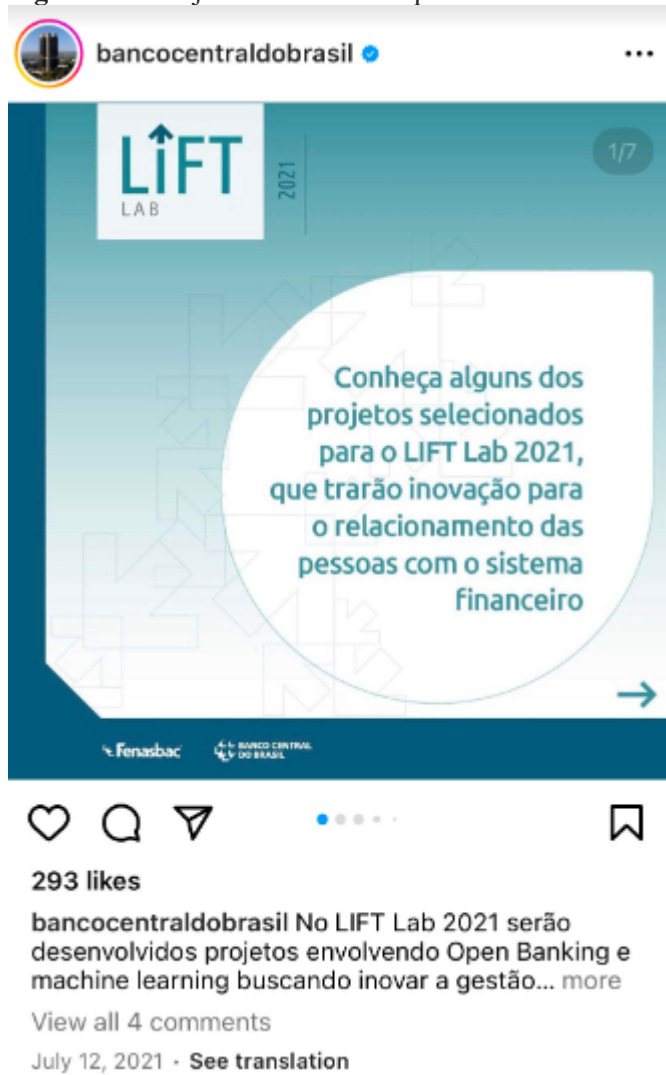 bancocentraldobrasil
LIFT
LAB
2021
1/7
Conheça alguns dos
projetos selecionados
para o LIFT Lab 2021,
que trarão inovação para
o relacionamento das
pessoas com o sistema
financeiro
Fenasbac
BANCO CENTRAL
DO BRASIL
293 likes
bancocentraldobrasil No LIFT Lab 2021 serão
desenvolvidos projetos envolvendo Open Banking e
machine learning buscando inovar a gestão... more
View all 4 comments
July 12, 2021 · See translation